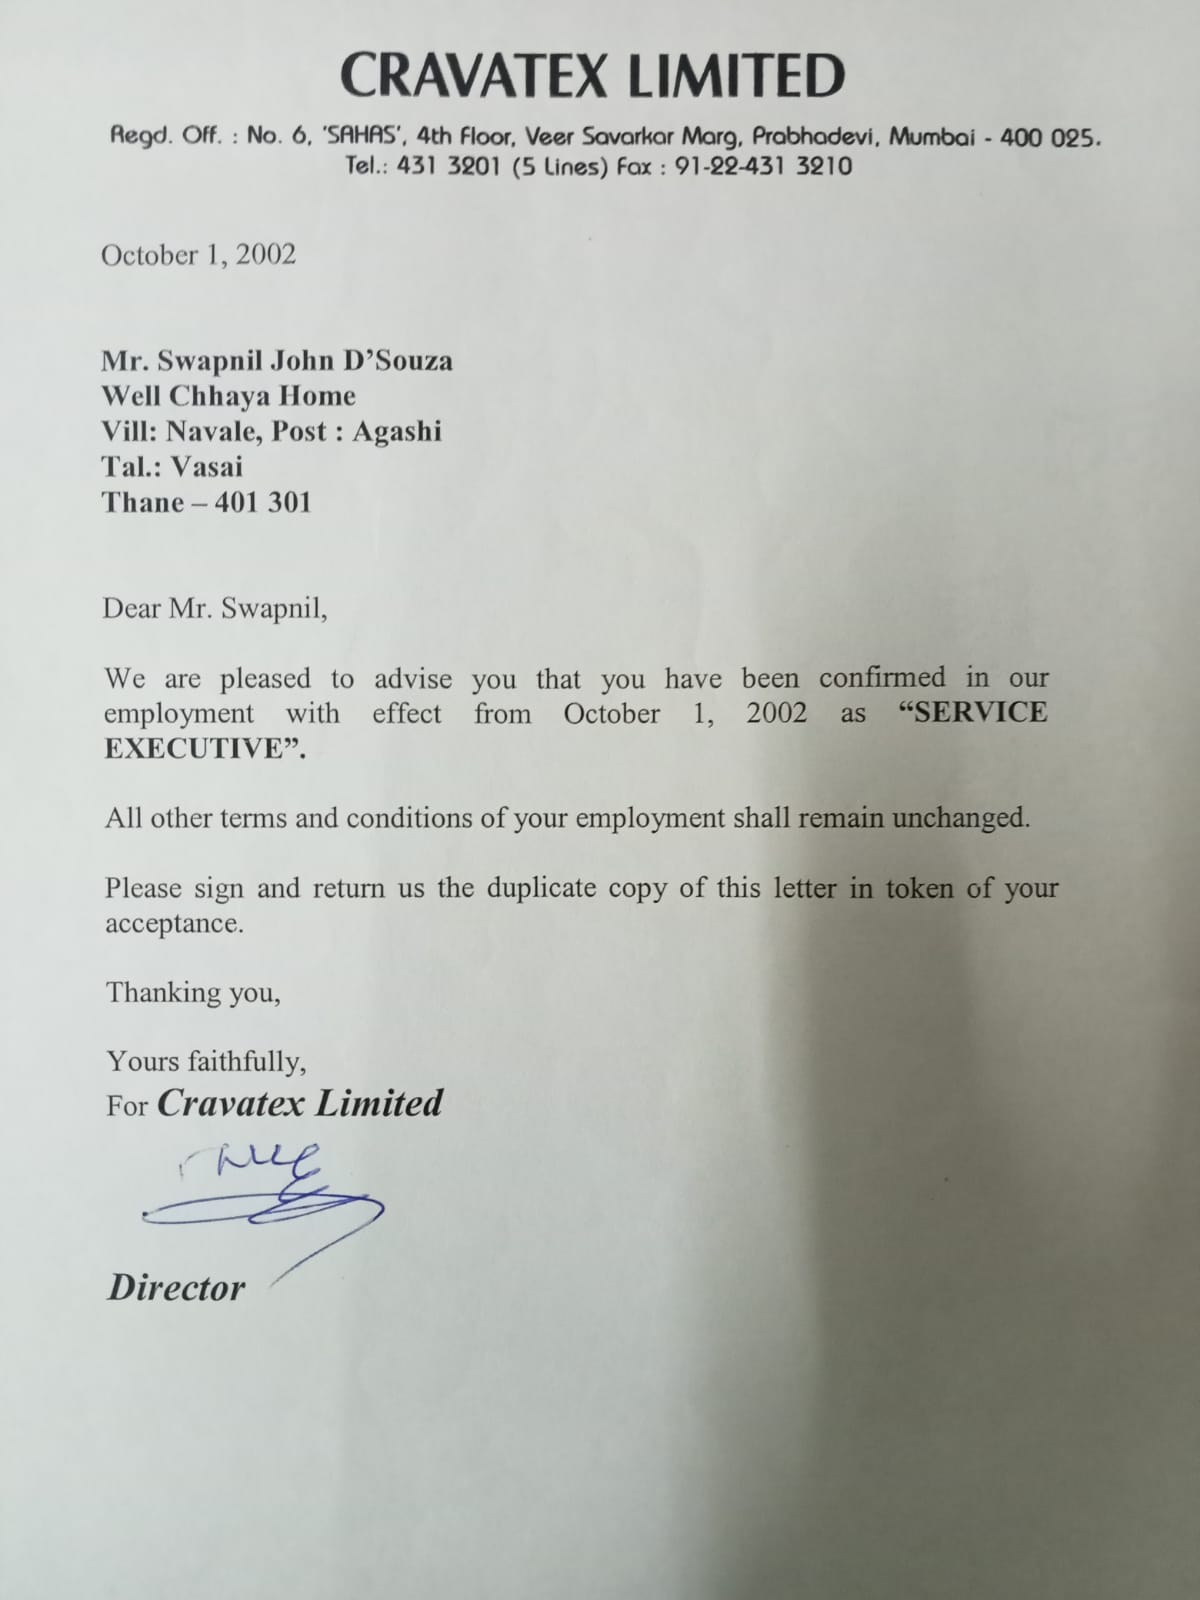 CRAVATEX LIMITED
Regd. Off. : No. 6, 'SAHAS', 4th Floor, Veer Savarkar Marg, Prabhadevi, Mumbai - 400 025.
Tel.: 431 3201 (5 Lines) Fax : 91-22-431 3210
October 1, 2002
Mr. Swapnil John D’Souza
Well Chhaya Home
Vill: Navale, Post : Agashi
Tal.: Vasai
Thane – 401 301
Dear Mr. Swapnil,
We are pleased to advise you that you have been confirmed in our
employment with effect from October 1, 2002 as “SERVICE
EXECUTIVE”.
All other terms and conditions of your employment shall remain unchanged.
Please sign and return us the duplicate copy of this letter in token of your
acceptance.
Thanking you,
Yours faithfully,
For Cravatex Limited
Director